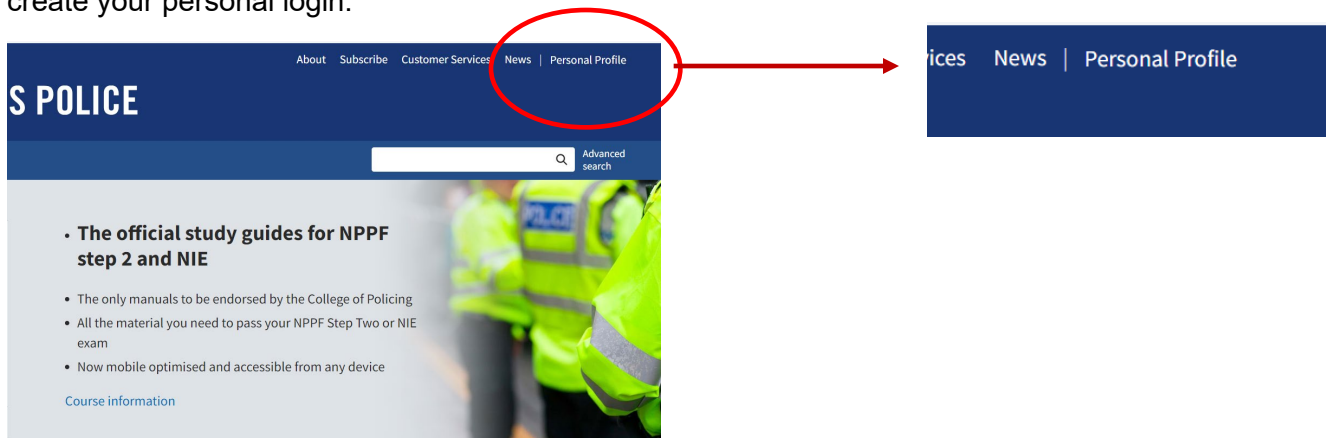 create your personal login.
About Subscribe Customer Services News | Personal Profile
S POLICE
Advanced
search
• The official study guides for NPPF
step 2 and NIE
• The only manuals to be endorsed by the College of Policing
• All the material you need to pass your NPPF Step Two or NIE
exam
• Now mobile optimised and accessible from any device
Course information
POLICE
ices News | Personal Profile